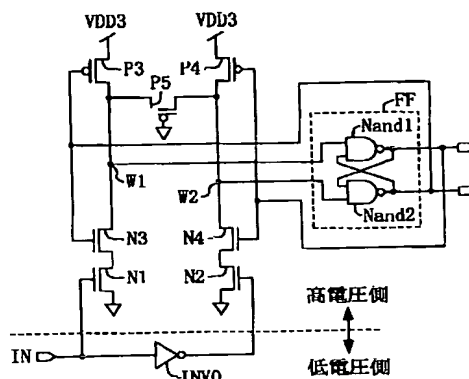 VDD3 VDD3
P3 P4
P5
FF
Nand1
W1
W2
Nand2
N3 N4
N1 N2
高電圧側
低電圧側
IN
INV0